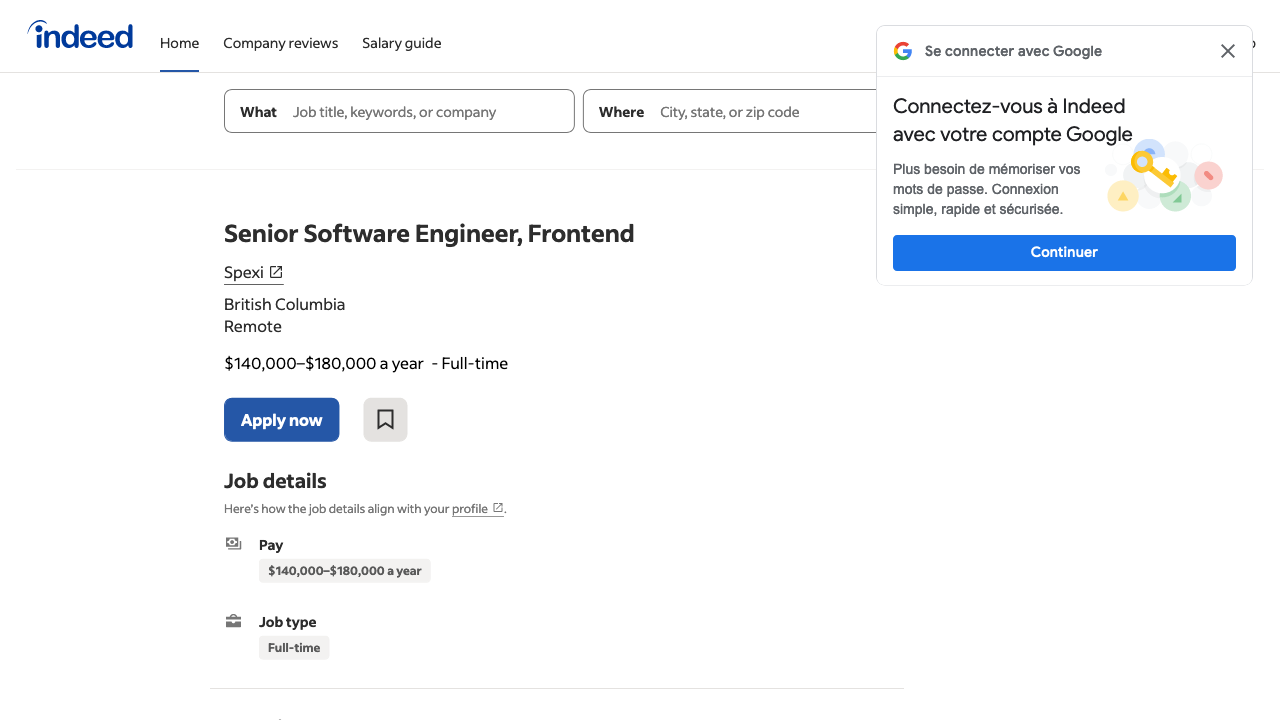 indeed
Home
Company reviews
Salary guide
What
Job title, keywords, or company
Where
City, state, or zip code
Se connecter avec Google
Connectez-vous à Indeed
avec votre compte Google
Plus besoin de mémoriser vos
mots de passe. Connexion
simple, rapide et sécurisée.
Continuer
Senior Software Engineer, Frontend
Spexi
British Columbia
Remote
$140,000–$180,000 a year - Full-time
Apply now
Job details
Here's how the job details align with your profile.
Pay
$140,000–$180,000 a year
Job type
Full-time